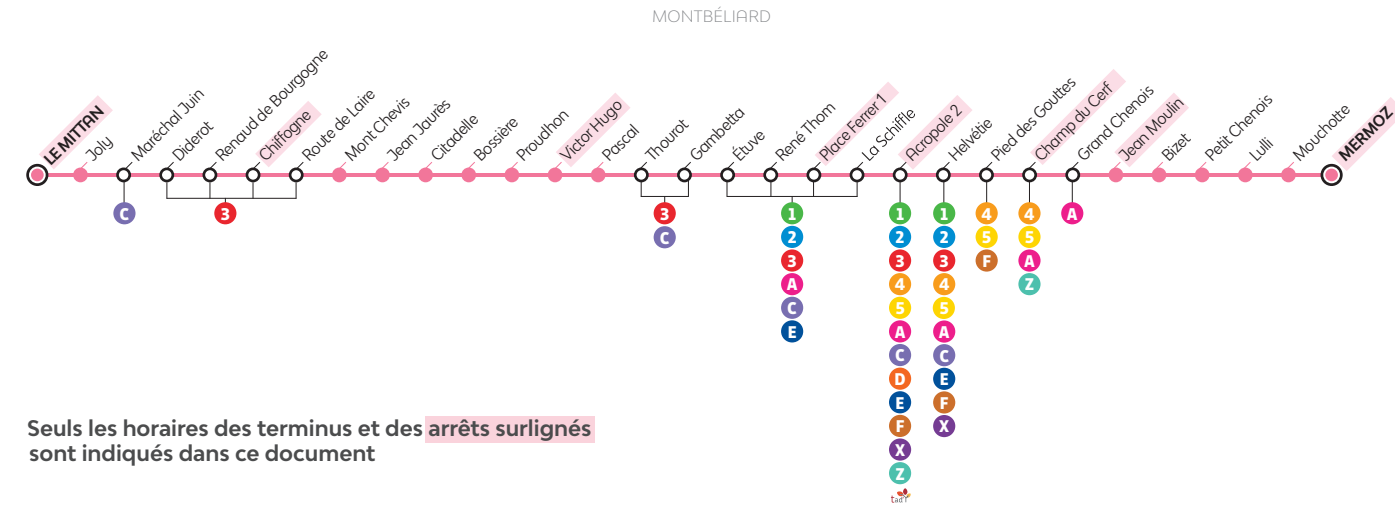 MONTBÉLIARD
LE MITTAN
Joly
Maréchal Juin
Diderot
Renaud de Bourgogne
Chiffogne
Route de Laire
Mont Chevis
Jean Jaurès
Citadelle
Bossière
Proudhon
Victor Hugo
Pascal
Thourot
Gambetta
Étuve
René Thom
Place Ferrer 1
La Schiffle
Acropole 2
Helvétie
Pied des Gouttes
Champ du Cerf
Grand Chenois
Jean Moulin
Bizet
Petit Chenois
Lulli
Mouchotte
MERMOZ
C
3
3
C
1
2
3
A
C
E
1
2
3
4
5
A
C
D
E
F
X
Z
tad'
1
2
3
4
5
A
C
E
F
X
4
5
F
4
5
A
Z
A
Seuls les horaires des terminus et des arrêts surlignés
sont indiqués dans ce document